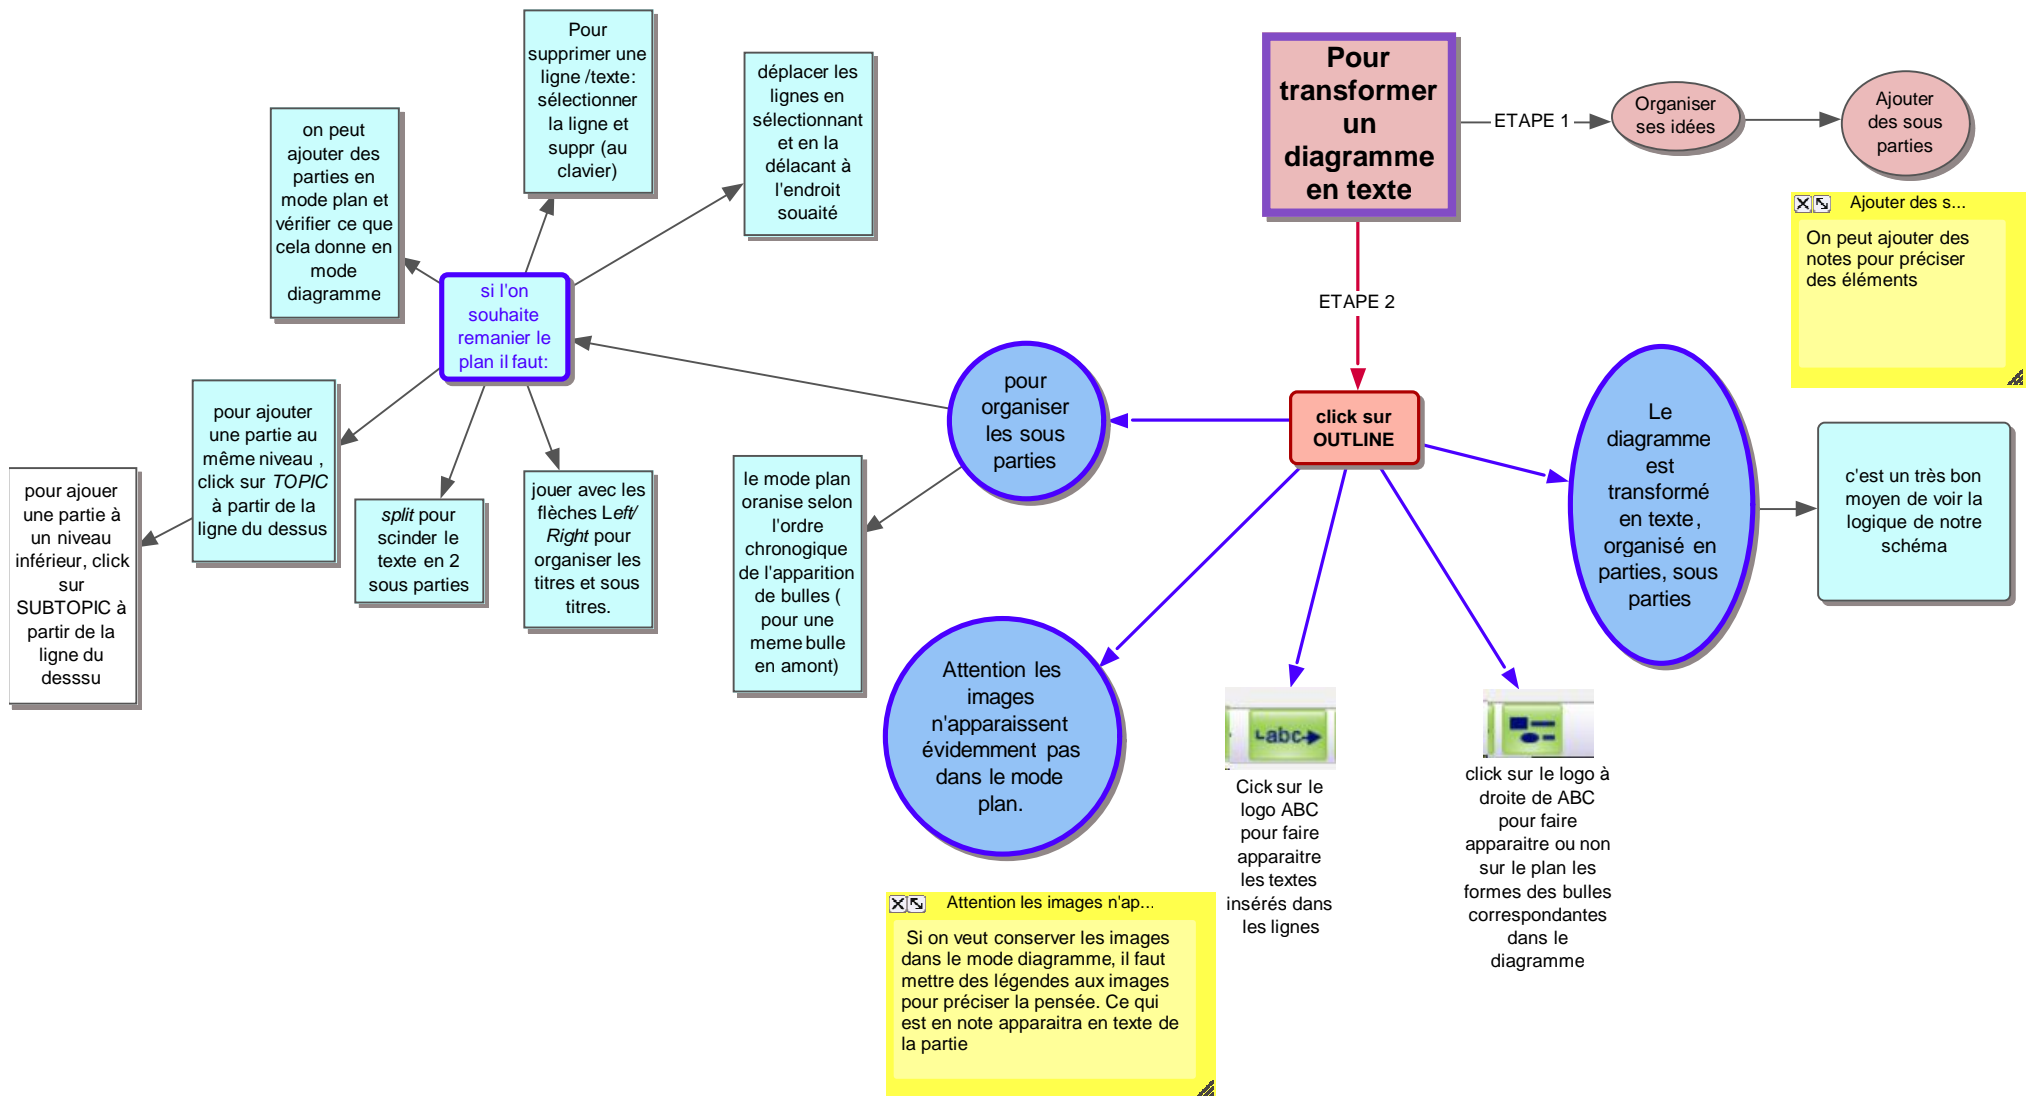 Pour
transformer
un
diagramme
en texte
ETAPE 1
Organiser
ses idées
Ajouter
des sous
parties
Ajouter des s...
On peut ajouter des
notes pour préciser
des éléments
ETAPE 2
click sur
OUTLINE
Le
diagramme
est
transformé
en texte,
organisé en
parties, sous
parties
c'est un très bon
moyen de voir la
logique de notre
schéma
abc
click sur le logo à
droite de ABC
pour faire
apparaitre ou non
sur le plan les
formes des bulles
correspondantes
dans le
diagramme
Cick sur le
logo ABC
pour faire
apparaitre
les textes
insérés dans
les lignes
Attention les
images
n'apparaissent
évidemment pas
dans le mode
plan.
Attention les images n'ap...
Si on veut conserver les images
dans le mode diagramme, il faut
mettre des légendes aux images
pour préciser la pensée. Ce qui
est en note apparaitra en texte de
la partie
pour
organiser
les sous
parties
le mode plan
oranise selon
l'ordre
chronogique
de l'apparition
de bulles (
pour une
meme bulle
en amont)
si l'on
souhaite
remanier le
plan il faut:
déplacer les
lignes en
sélectionnant
et en la
délacant à
l'endroit
souaité
Pour
supprimer une
ligne /texte:
sélectionner
la ligne et
suppr (au
clavier)
on peut
ajouter des
parties en
mode plan et
vérifier ce que
cela donne en
mode
diagramme
pour ajouter
une partie au
même niveau ,
click sur TOPIC
à partir de la
ligne du dessus
pour ajouer
une partie à
un niveau
inférieur, click
sur
SUBTOPIC à
partir de la
ligne du
desssu
split pour
scinder le
texte en 2
sous parties
jouer avec les
flèches Left/
Right pour
organiser les
titres et sous
titres.